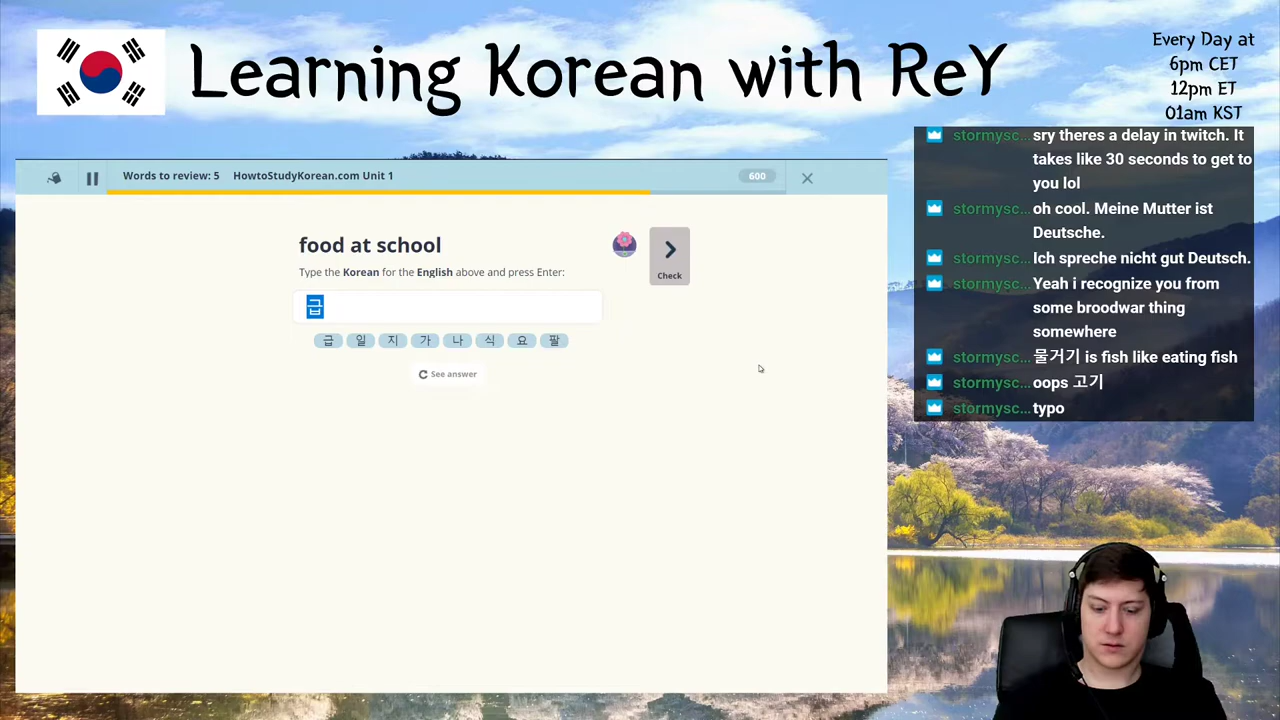 Learning Korean with ReY
Every Day at
6pm CET
12pm ET
01am KST
Words to review: 5 HowtoStudyKorean.com Unit 1
600
food at school
Type the Korean for the English above and press Enter:
급
급 일 지 가 나 식 요 팔
See answer
Check
stormysc... sry theres a delay in twitch. It
takes like 30 seconds to get to
you lol
stormysc... oh cool. Meine Mutter ist
Deutsche.
stormysc... Ich spreche nicht gut Deutsch.
stormysc... Yeah i recognize you from
some broodwar thing
somewhere
stormysc... 물거기 is fish like eating fish
stormysc... oops 고기
stormysc... typo